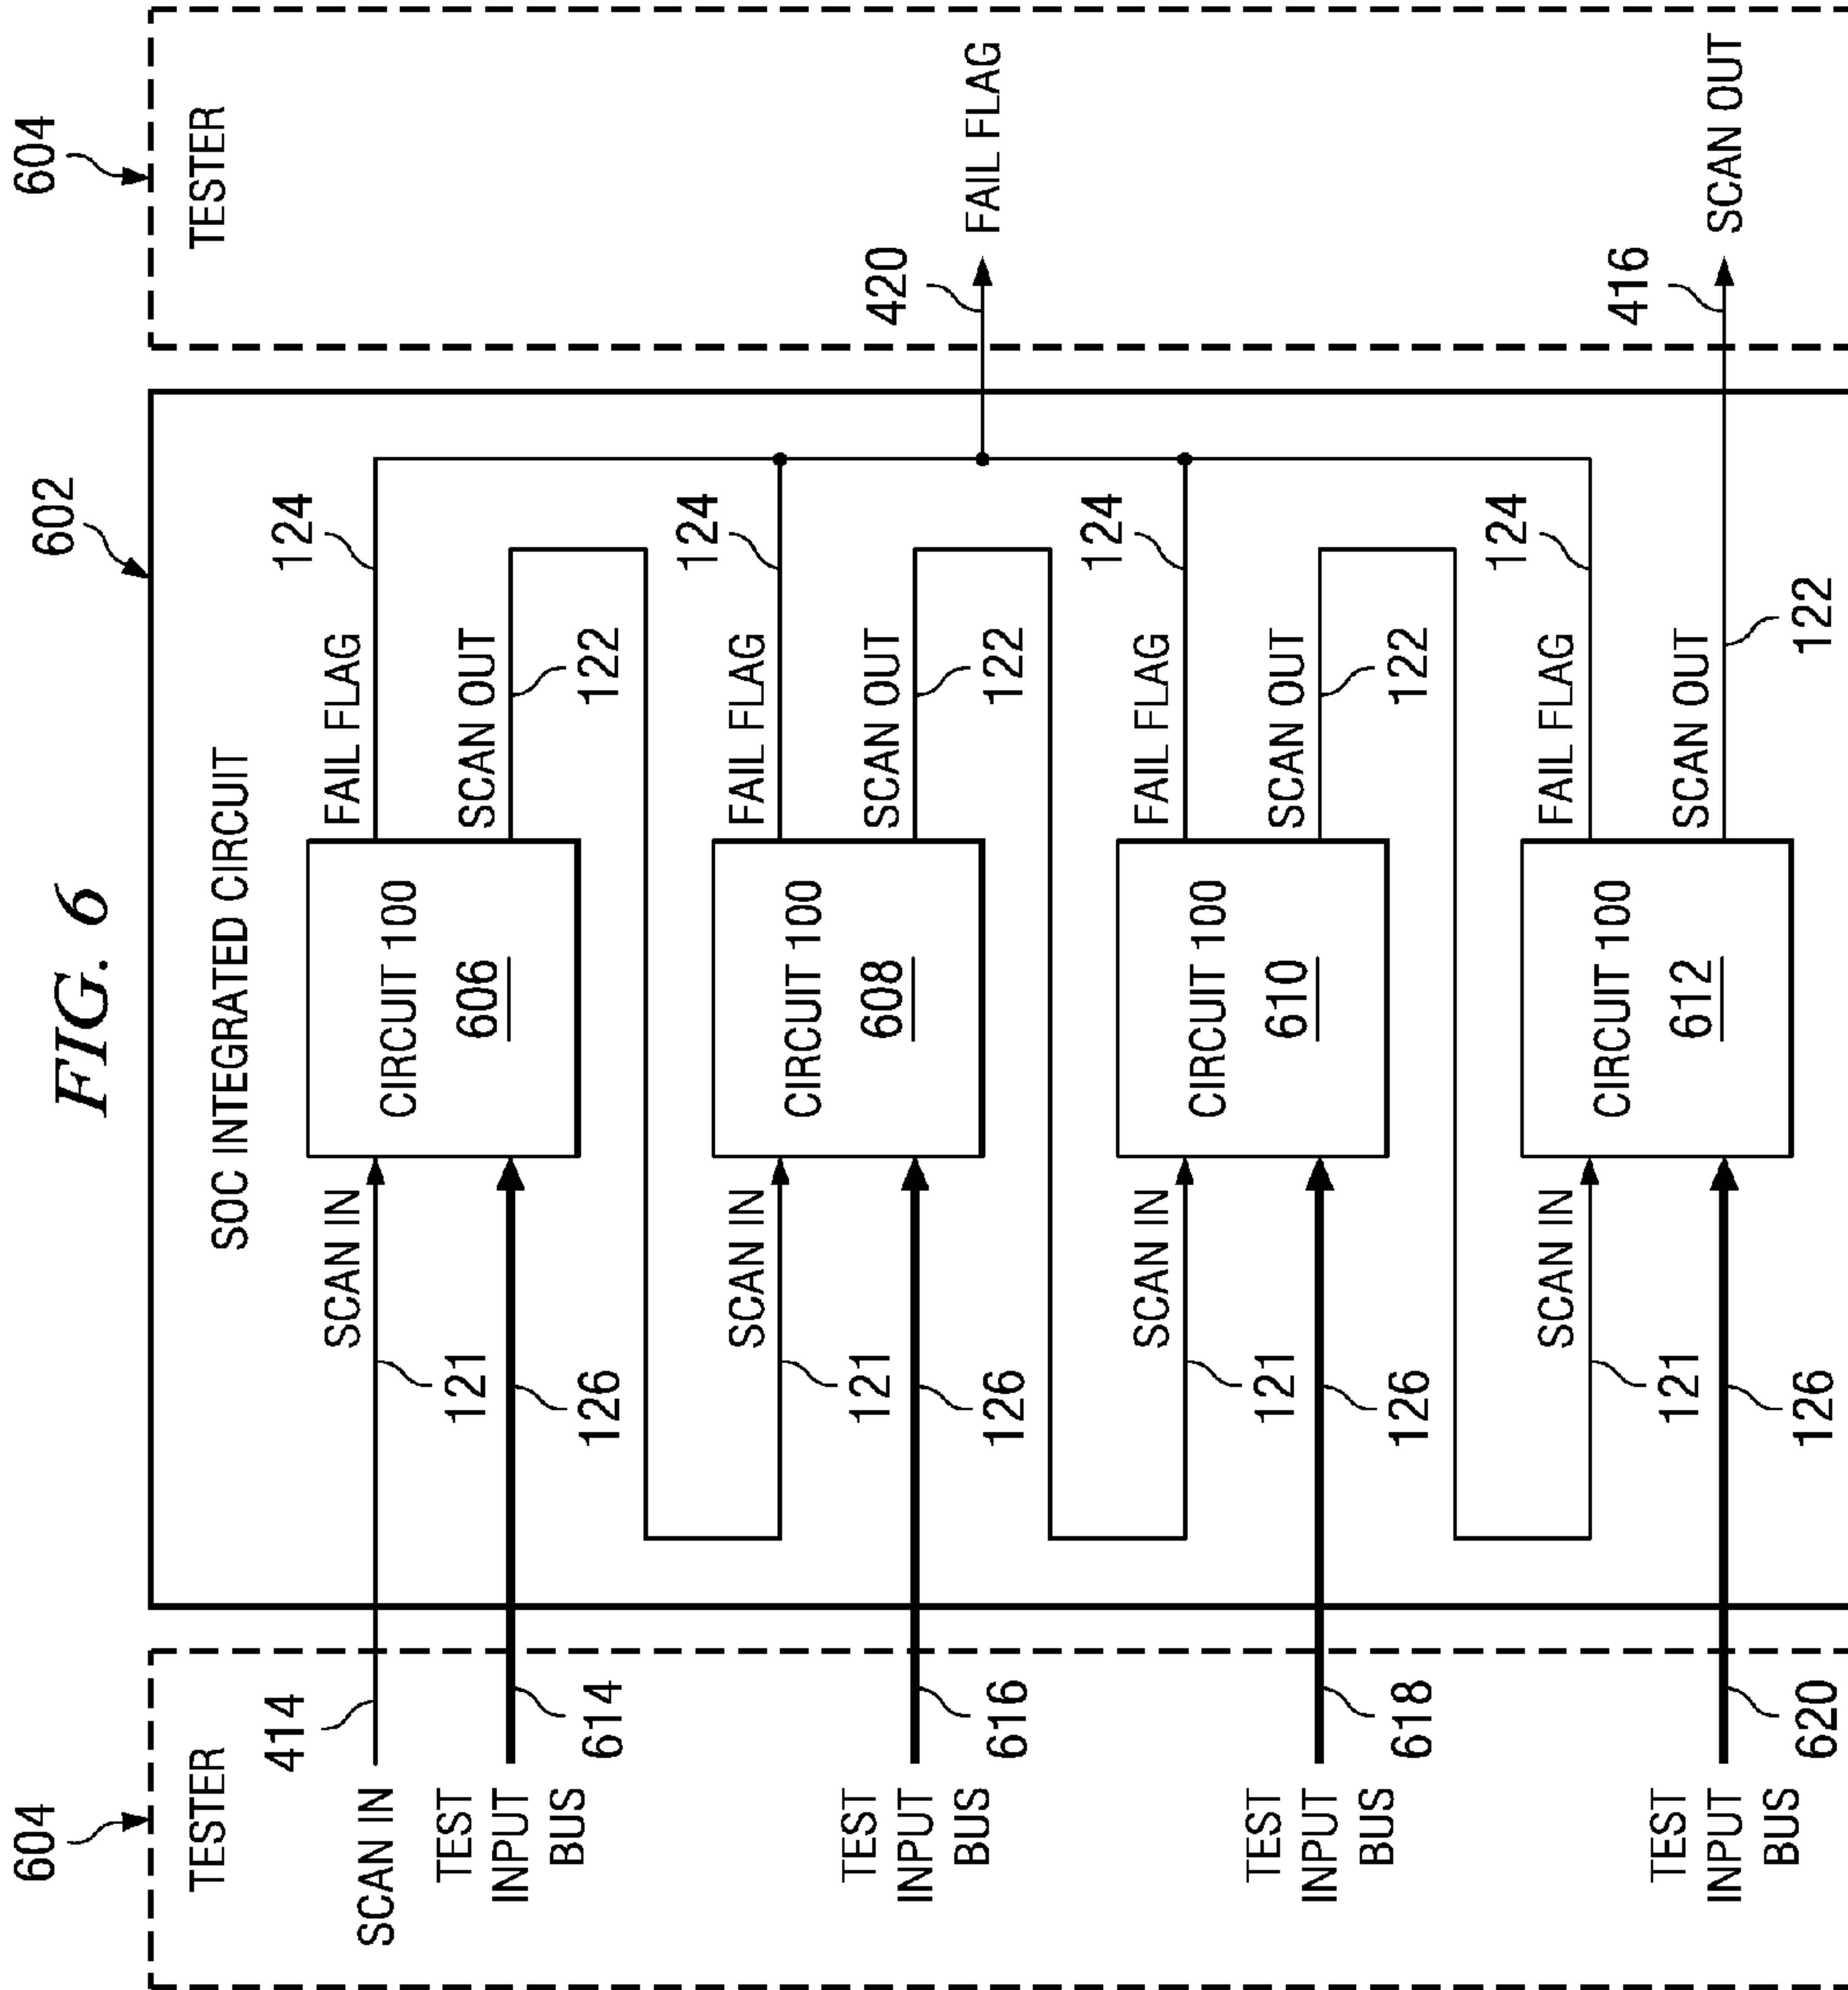 FIG. 6
604
602
604
TESTER
SOC INTEGRATED CIRCUIT
TESTER
414
SCAN IN
SCAN IN
121
CIRCUIT 100
606
FAIL FLAG
124
TEST
INPUT
BUS
614
126
SCAN OUT
122
SCAN IN
121
CIRCUIT 100
608
FAIL FLAG
124
TEST
INPUT
BUS
616
126
SCAN OUT
122
420
FAIL FLAG
SCAN IN
121
CIRCUIT 100
610
FAIL FLAG
124
TEST
INPUT
BUS
618
126
SCAN OUT
122
SCAN IN
121
CIRCUIT 100
612
FAIL FLAG
124
TEST
INPUT
BUS
620
126
SCAN OUT
122
416
SCAN OUT